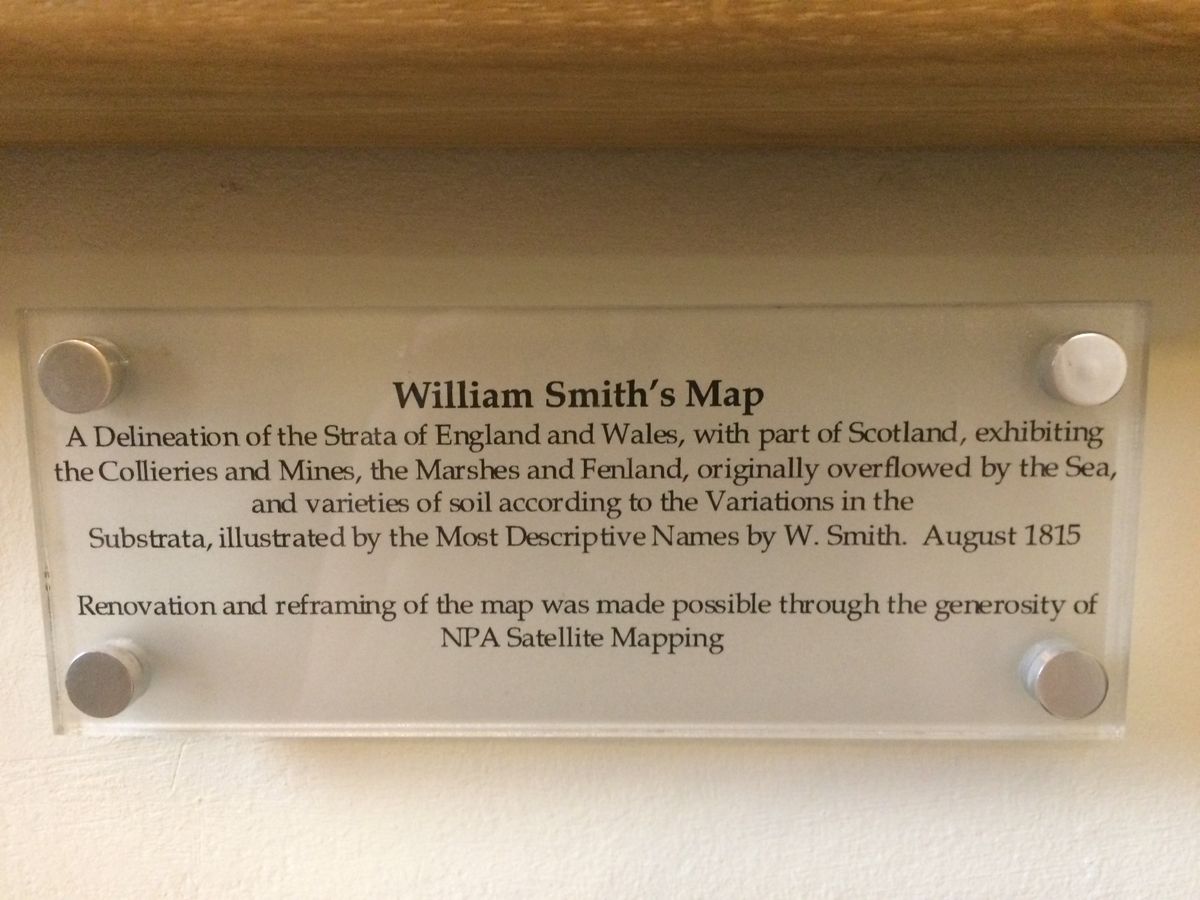 William Smith's Map
A Delineation of the Strata of England and Wales, with part of Scotland, exhibiting
the Collieries and Mines, the Marshes and Fenland, originally overflowed by the Sea,
and varieties of soil according to the Variations in the
Substrata, illustrated by the Most Descriptive Names by W. Smith. August 1815
Renovation and reframing of the map was made possible through the generosity of
NPA Satellite Mapping